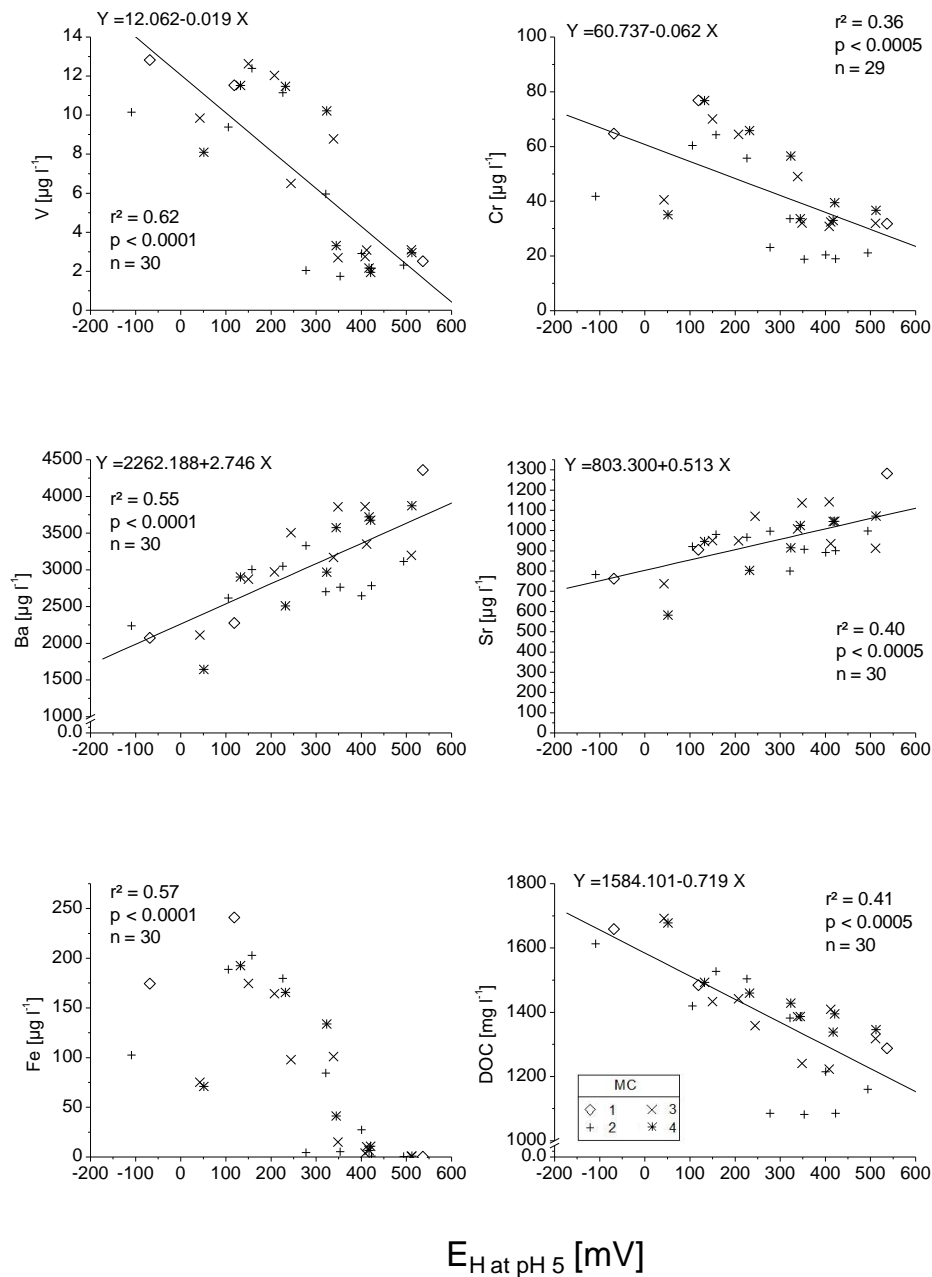 Y =12.062-0.019 X
14
12
10
8
6
4
2
0
V [µg l⁻¹]
r² = 0.62
p < 0.0001
n = 30
-200 -100 0 100 200 300 400 500 600
Y =60.737-0.062 X
r² = 0.36
p < 0.0005
n = 29
100
80
60
40
20
0
Cr [µg l⁻¹]
-200 -100 0 100 200 300 400 500 600
Y =2262.188+2.746 X
r² = 0.55
p < 0.0001
n = 30
4500
4000
3500
3000
2500
2000
1500
1000
0.0
Ba [µg l⁻¹]
-200 -100 0 100 200 300 400 500 600
Y =803.300+0.513 X
1300
1200
1100
1000
900
800
700
600
500
400
300
200
100
0
Sr [µg l⁻¹]
r² = 0.40
p < 0.0005
n = 30
-200 -100 0 100 200 300 400 500 600
r² = 0.57
p < 0.0001
n = 30
250
200
150
100
50
0
Fe [µg l⁻¹]
-200 -100 0 100 200 300 400 500 600
Y =1584.101-0.719 X
r² = 0.41
p < 0.0005
n = 30
1800
1600
1400
1200
1000
0.0
DOC [mg l⁻¹]
MC
1 3
2 4
-200 -100 0 100 200 300 400 500 600
E_H at pH 5 [mV]